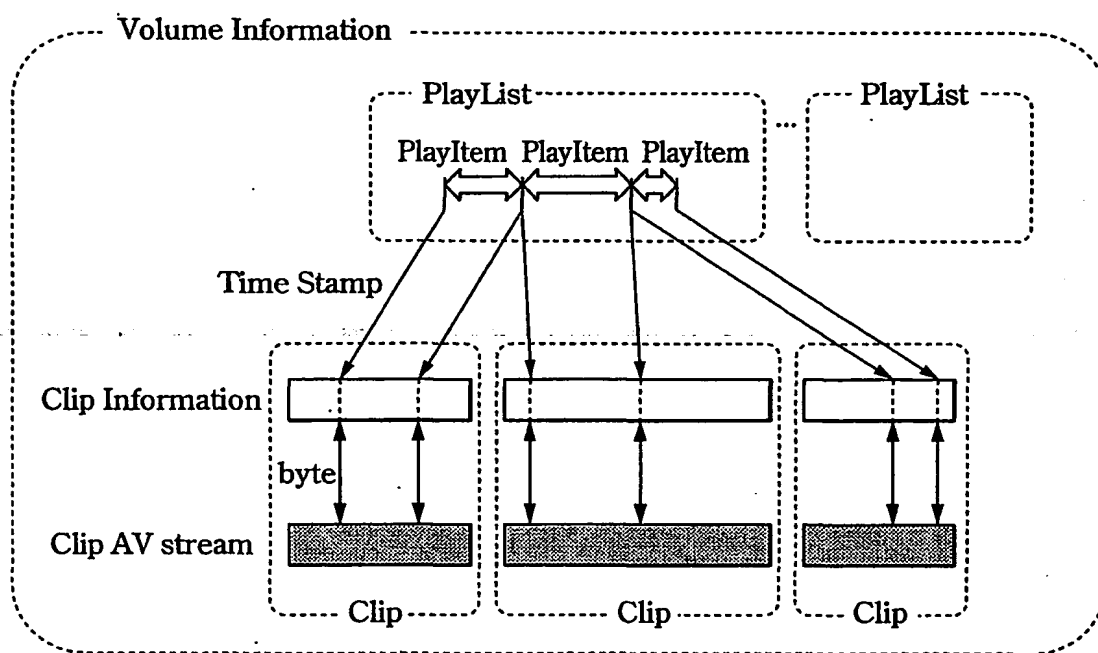 Volume Information
PlayList
PlayList
...
PlayItem PlayItem PlayItem
Time Stamp
Clip Information
byte
Clip AV stream
Clip
Clip
Clip